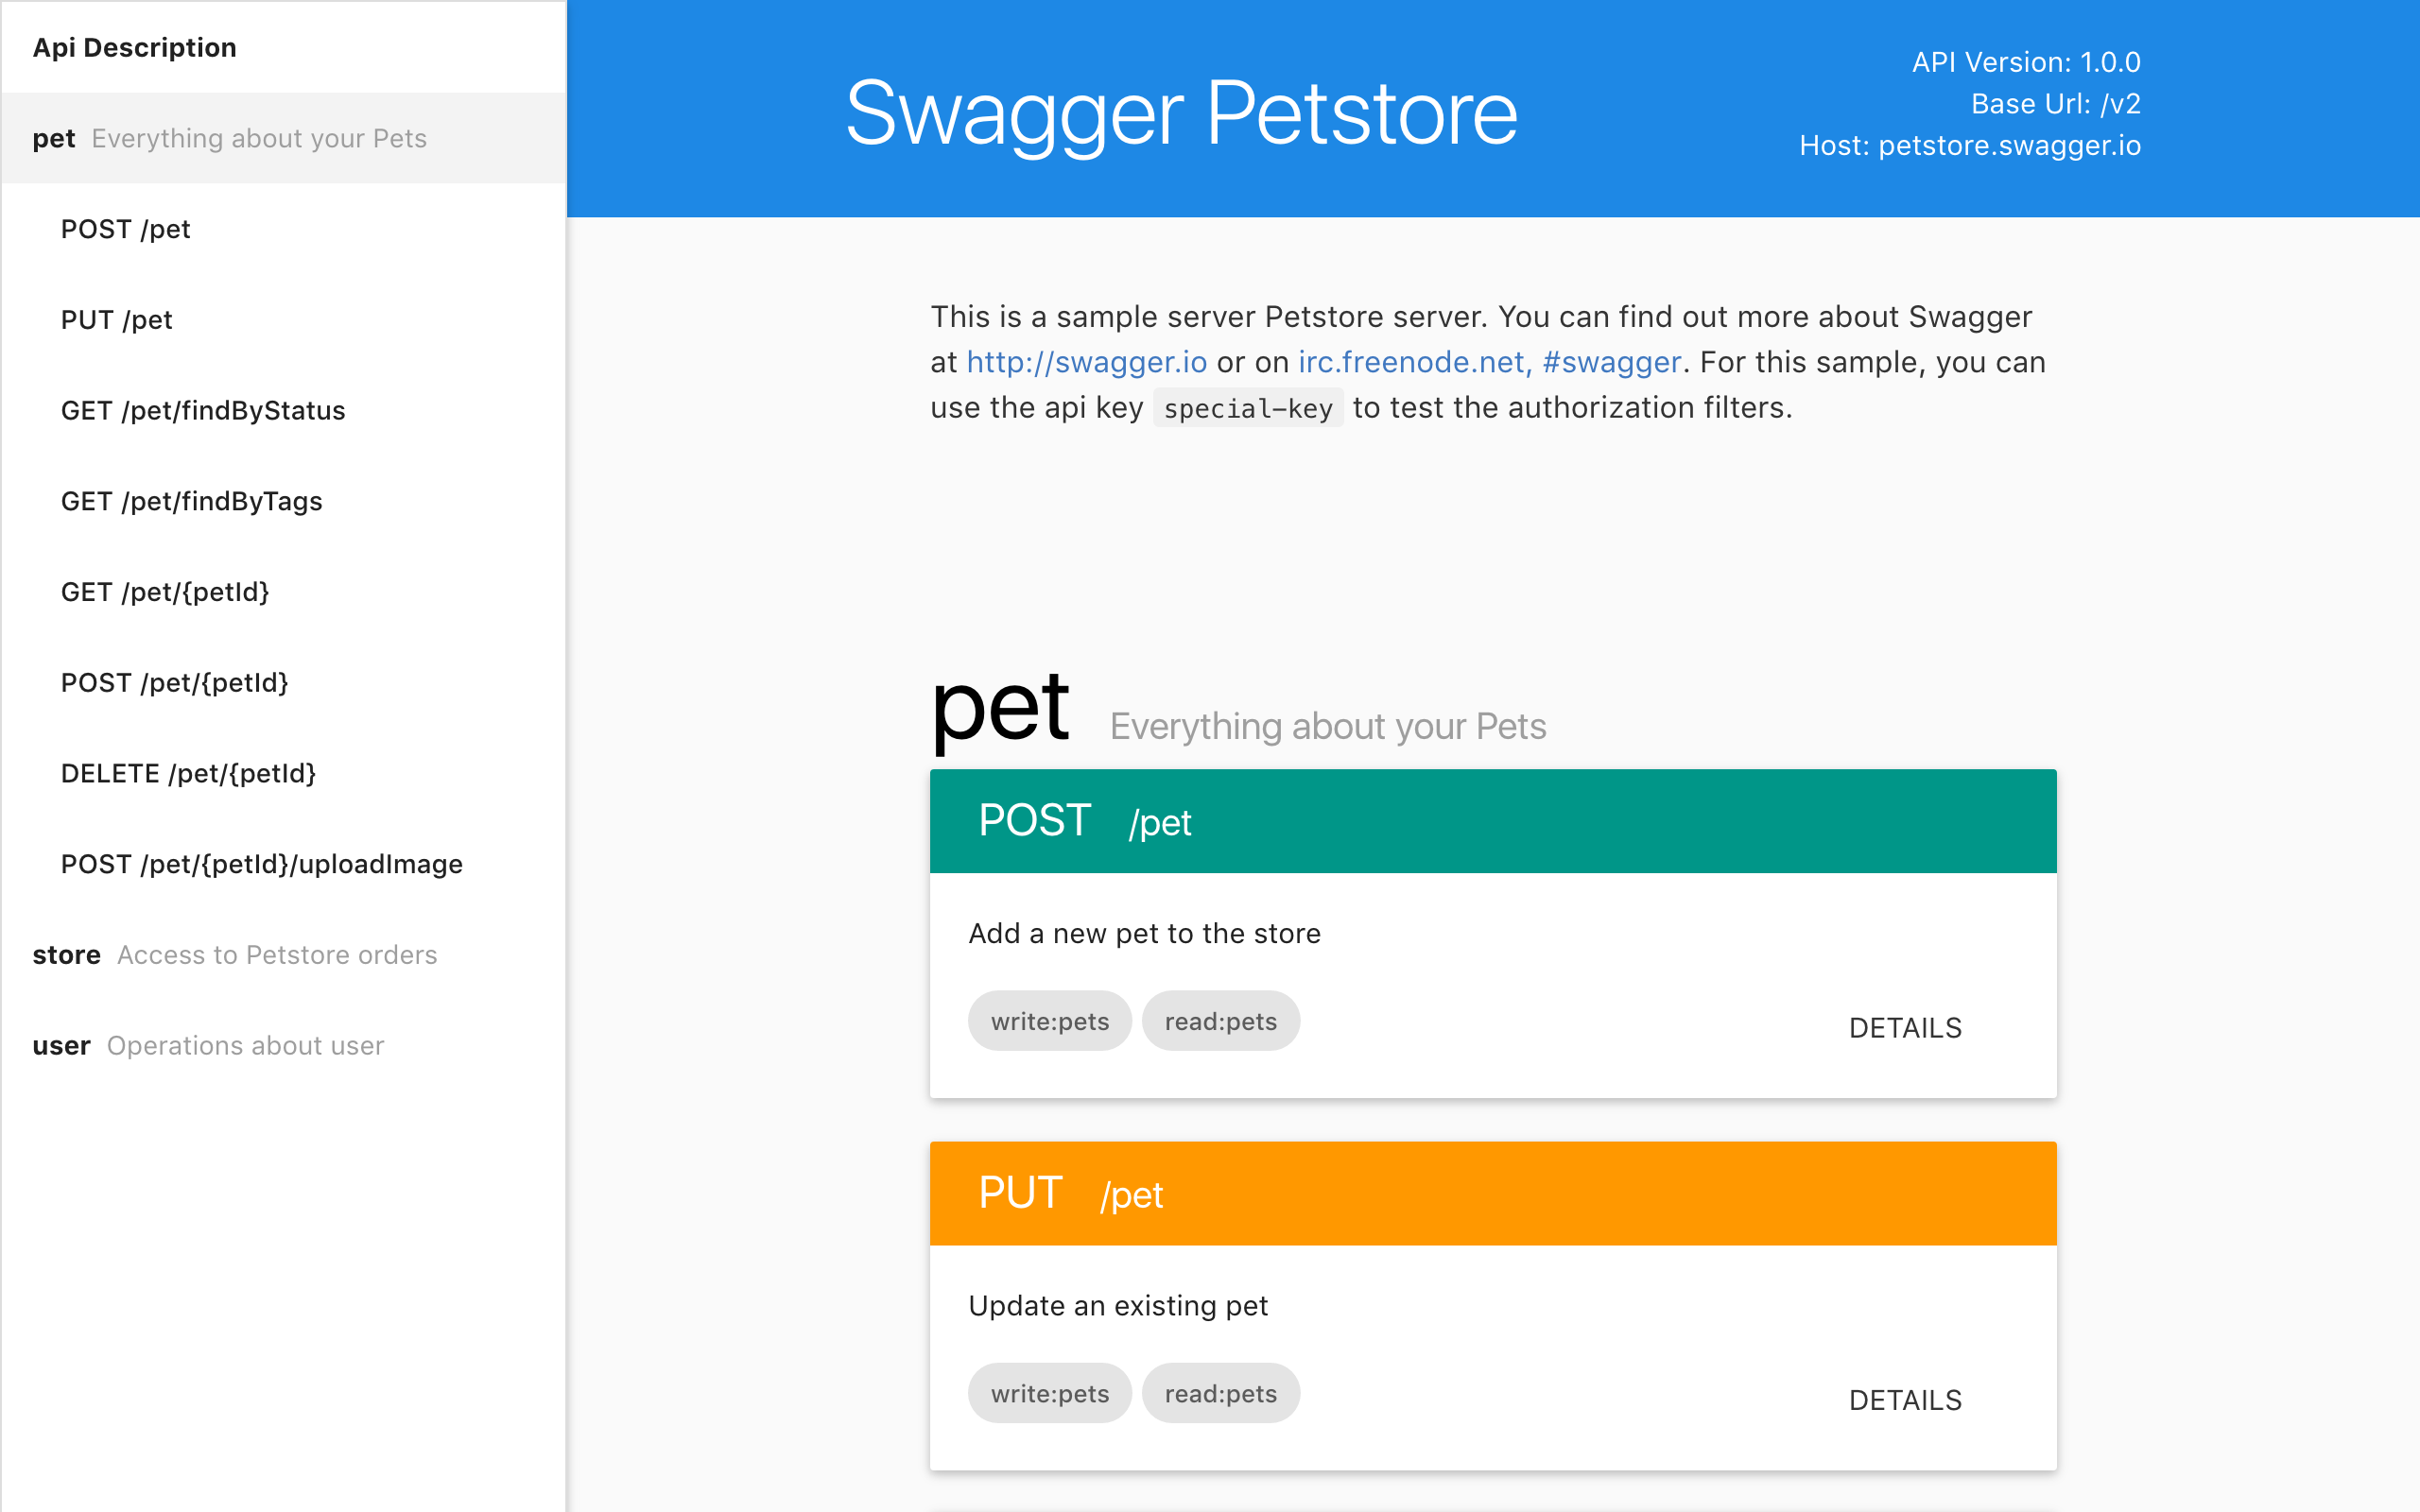 Api Description
pet Everything about your Pets
POST /pet
PUT /pet
GET /pet/findByStatus
GET /pet/findByTags
GET /pet/{petId}
POST /pet/{petId}
DELETE /pet/{petId}
POST /pet/{petId}/uploadImage
store Access to Petstore orders
user Operations about user
Swagger Petstore
API Version: 1.0.0
Base Url: /v2
Host: petstore.swagger.io
This is a sample server Petstore server. You can find out more about Swagger
at http://swagger.io or on irc.freenode.net, #swagger. For this sample, you can
use the api key special-key to test the authorization filters.
pet Everything about your Pets
POST /pet
Add a new pet to the store
write:pets read:pets DETAILS
PUT /pet
Update an existing pet
write:pets read:pets DETAILS